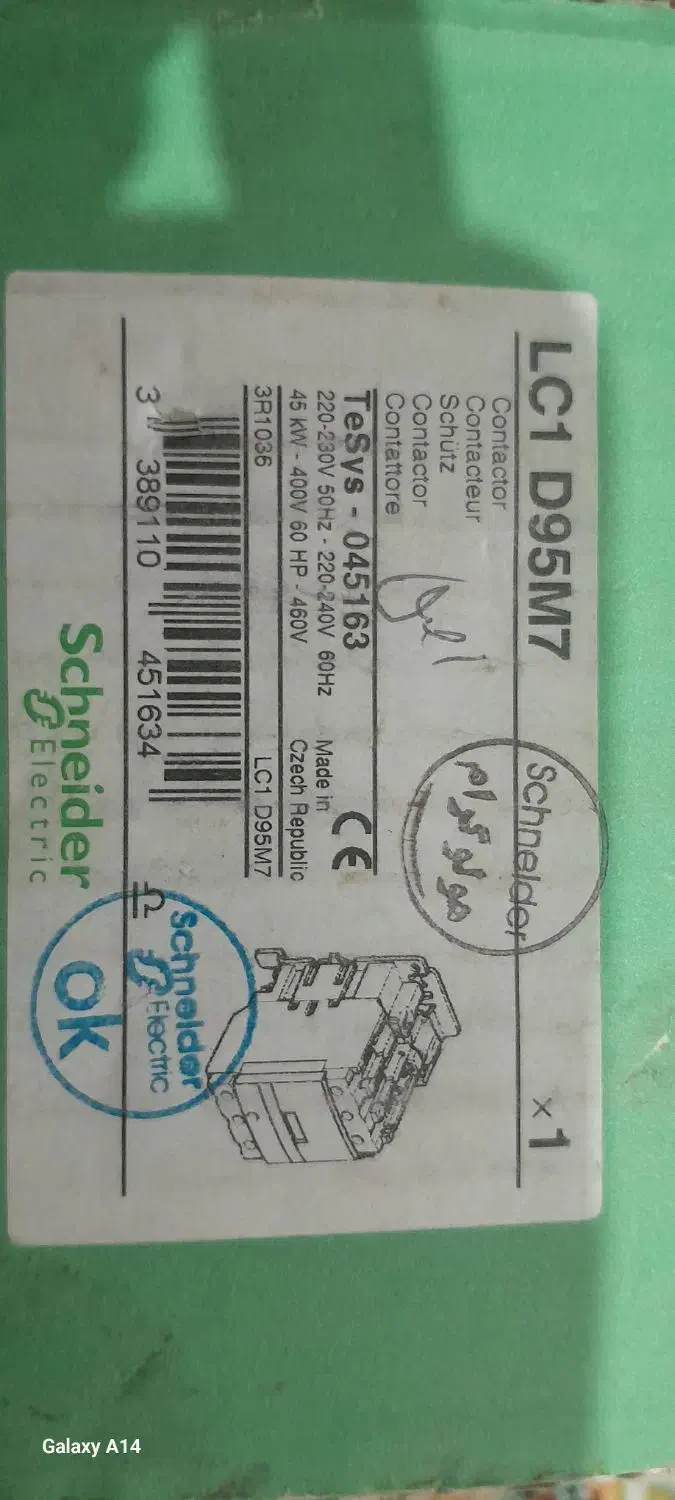 LC1 D95M7
x 1
Contactor
Contacteur
Schütz
Contactor
Contattore
Schneider
هولوگرام
TeSys - 045163
CE
220-230V 50Hz - 220-240V 60Hz
Made in
45 kW - 400V 60 HP - 460V
Czech Republic
3R1036
LC1 D95M7
3 389110 451634
Schneider
Electric
Schneider
Electric
ok
Galaxy A14